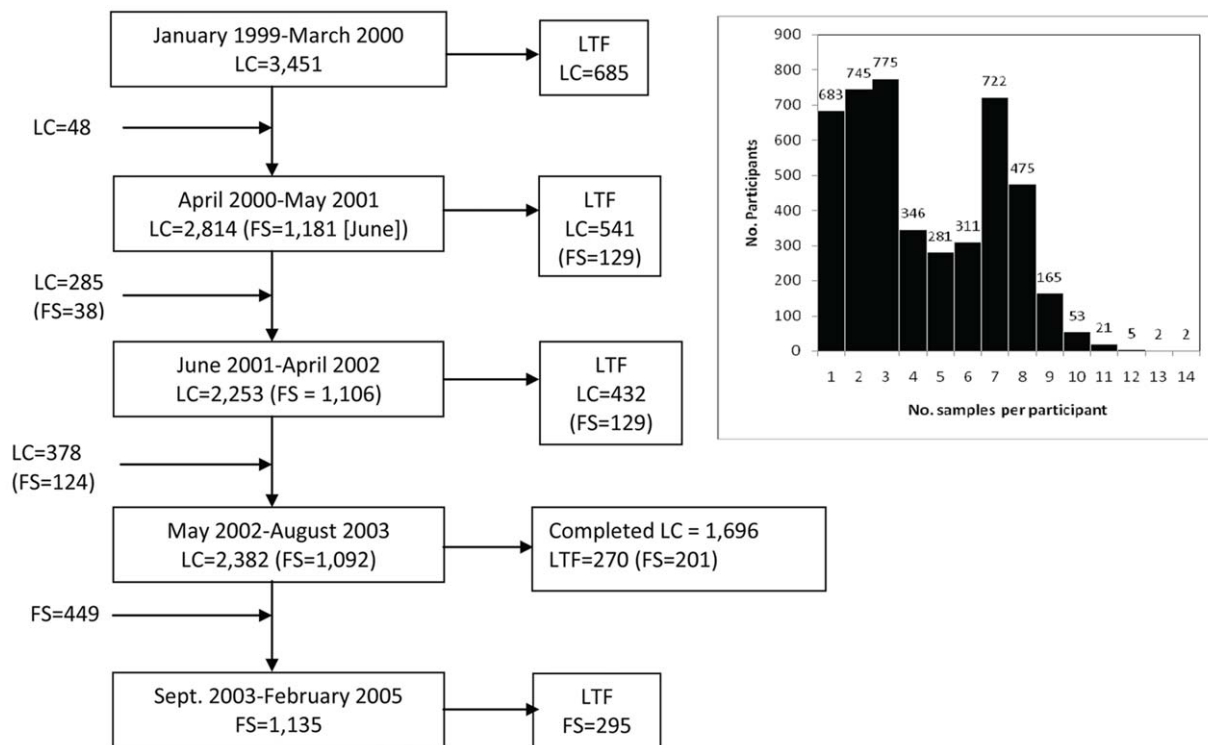 January 1999-March 2000
LC=3,451
LTF
LC=685
LC=48
April 2000-May 2001
LC=2,814 (FS=1,181 [June])
LTF
LC=541
(FS=129)
LC=285
(FS=38)
June 2001-April 2002
LC=2,253 (FS = 1,106)
LTF
LC=432
(FS=129)
LC=378
(FS=124)
May 2002-August 2003
LC=2,382 (FS=1,092)
Completed LC = 1,696
LTF=270 (FS=201)
FS=449
Sept. 2003-February 2005
FS=1,135
LTF
FS=295
No. Participants
900
800
700
600
500
400
300
200
100
0
683
745
775
346
281
311
722
475
165
53
21
5
2
2
1 2 3 4 5 6 7 8 9 10 11 12 13 14
No. samples per participant